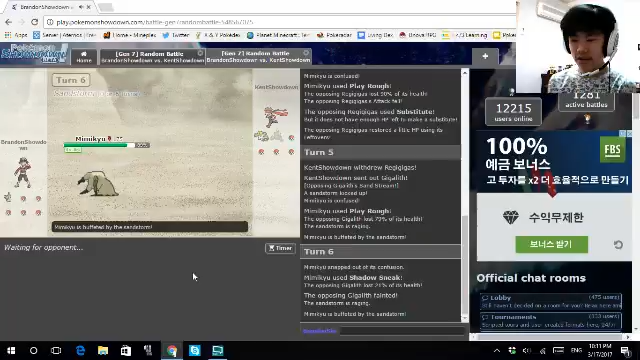 BrandonShowder
play.pokemonshowdown.com/battle-gen7randombattle-548567025
Home
[Gen 7] Random Battle
BrandonShowdown vs. KentShowdown
[Gen 7] Random Battle
BrandonShowdown vs. KentShowdown
Turn 6
KentShowdown
Mimikyu
BrandonShowdow
Mimikyu is buffeted by the sandstorm!
Waiting for opponent...
Timer
Mimikyu is confused!
Mimikyu used Play Rough!
The opposing Regigigas's Attack fell!
The opposing Regigigas used Substitute!
But it does not have enough HP left to make a substitute!
The opposing Regigigas restored a little HP using its
Leftovers!
Turn 5
KentShowdown withdrew Regigigas!
KentShowdown sent out Gigalith!
[Opposing Gigalith's Sand Stream!]
A sandstorm kicked up!
Mimikyu is confused!
Mimikyu used Play Rough!
The opposing Gigalith lost 79% of its health!
The sandstorm is raging.
Mimikyu is buffeted by the sandstorm!
Turn 6
Mimikyu snapped out of its confusion.
Mimikyu used Shadow Sneak!
The opposing Gigalith lost 21% of its health!
The opposing Gigalith fainted!
The sandstorm is raging.
Mimikyu is buffeted by the sandstorm!
12215
users online
1281
active battles
100%
예금 보너스
고 투자를 x2 더 효율적으로 만들기
FBS
수익무제한
보너스 받기
Official chat rooms
Lobby
(475 users)
Tournaments
10:11 PM
3/17/2017